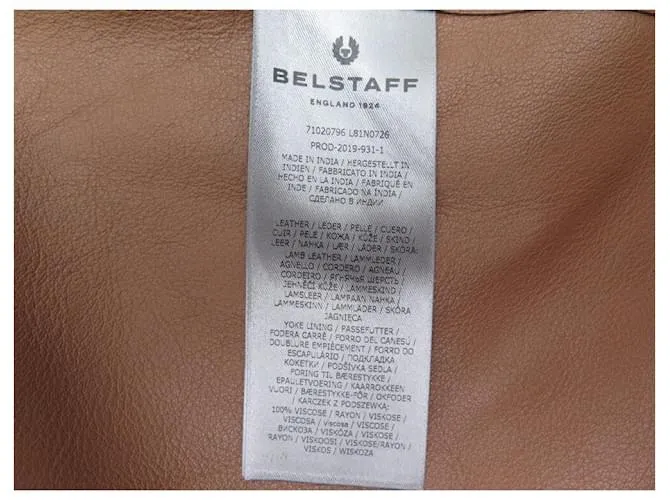 BELSTAFF
ENGLAND 1924
71020796 L81N0726
PROD-2019-931-1
MADE IN INDIA / HERGESTELLT IN
INDIEN / FABBRICATO IN INDIA /
HECHO EN LA INDIA / FABRIQUÉ EN
INDE / FABRICADO NA ÍNDIA /
СДЕЛАНО В ИНДИИ
LEATHER / LEDER / PELLE / CUERO /
CUIR / PELE / КОЖА / KŮŽE / SKIND /
LEER / NAHKA / LÆR / LÄDER / SKÓRA:
LAMB LEATHER / LAMMLEDER /
AGNELLO / CORDERO / AGNEAU /
CORDEIRO / ЯГНЯЧЬЯ ШЕРСТЬ /
JEHNĚČÍ KŮŽE / LAMMESKIND /
LAMSLEER / LAMPAAN NAHKA /
LAMMESKINN / LAMMLÄDER / SKÓRA
JAGNIĘCA
YOKE LINING / PASSEFUTTER /
FODERA CARRÈ / FORRO DEL CANESÚ /
DOUBLURE EMPIÈCEMENT / FORRO DO
ESCAPULÁRIO / ПОДКЛАДКА
КОКЕТКИ / PODŠÍVKA SEDLA /
FORING TIL BÆRESTYKKE /
EPAULETVOERING / KAARROKKEEN
VUORI / BÆRESTYKKE-FÔR / OKFODER
/ KARCZEK Z PODSZEWKĄ:
100% VISCOSE / RAYON / VISKOSE /
VISCOSA / viscosa / VISCOSE /
ВИСКОЗА / VISKÓZA / VISKOSE /
RAYON / VISKOOSI / VISKOSE/RAYON /
VISKOS / WISKOZA